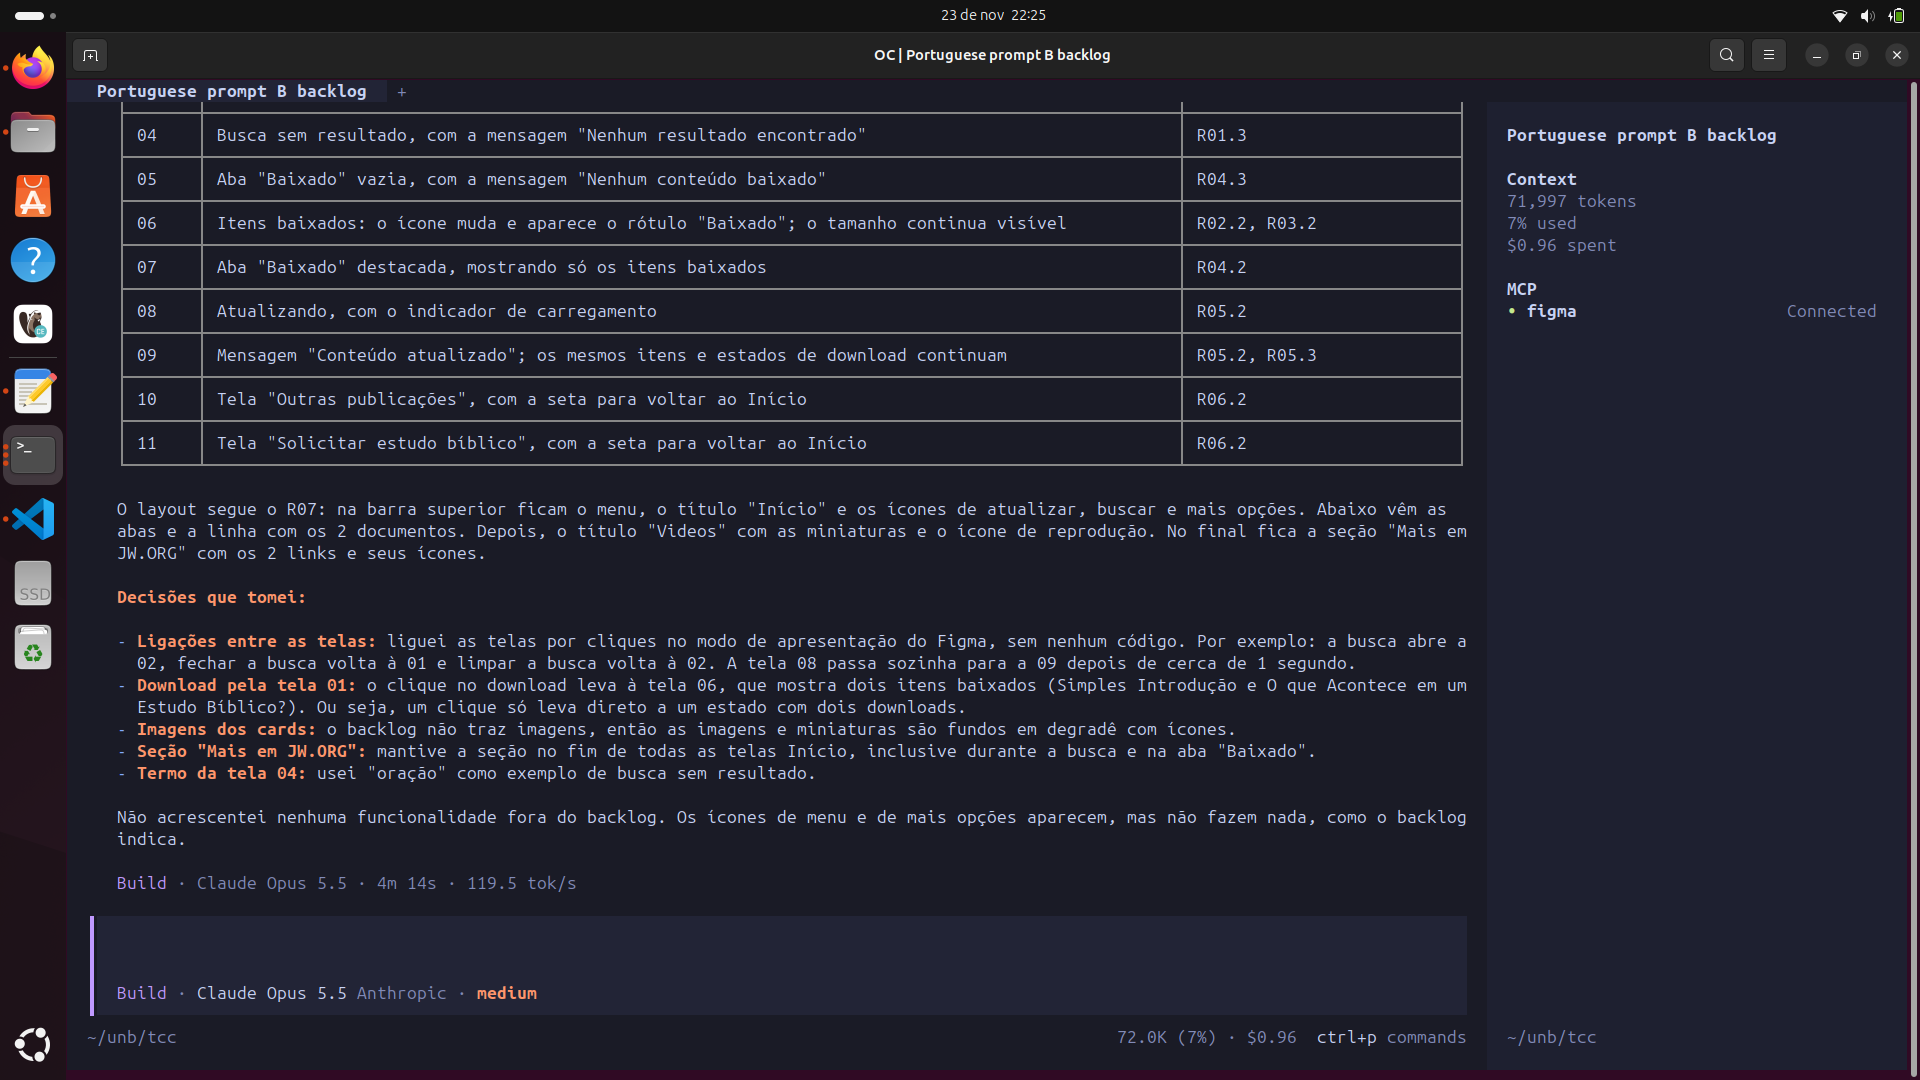 23 de nov 22:25
OC | Portuguese prompt B backlog
Portuguese prompt B backlog +
04 Busca sem resultado, com a mensagem "Nenhum resultado encontrado" R01.3
05 Aba "Baixado" vazia, com a mensagem "Nenhum conteúdo baixado" R04.3
06 Itens baixados: o ícone muda e aparece o rótulo "Baixado"; o tamanho continua visível R02.2, R03.2
07 Aba "Baixado" destacada, mostrando só os itens baixados R04.2
08 Atualizando, com o indicador de carregamento R05.2
09 Mensagem "Conteúdo atualizado"; os mesmos itens e estados de download continuam R05.2, R05.3
10 Tela "Outras publicações", com a seta para voltar ao Início R06.2
11 Tela "Solicitar estudo bíblico", com a seta para voltar ao Início R06.2
O layout segue o R07: na barra superior ficam o menu, o título "Início" e os ícones de atualizar, buscar e mais opções. Abaixo vêm as
abas e a linha com os 2 documentos. Depois, o título "Vídeos" com as miniaturas e o ícone de reprodução. No final fica a seção "Mais em
JW.ORG" com os 2 links e seus ícones.
Decisões que tomei:
- Ligações entre as telas: liguei as telas por cliques no modo de apresentação do Figma, sem nenhum código. Por exemplo: a busca abre a
02, fechar a busca volta à 01 e limpar a busca volta à 02. A tela 08 passa sozinha para a 09 depois de cerca de 1 segundo.
- Download pela tela 01: o clique no download leva à tela 06, que mostra dois itens baixados (Simples Introdução e O que Acontece em um
Estudo Bíblico?). Ou seja, um clique só leva direto a um estado com dois downloads.
- Imagens dos cards: o backlog não traz imagens, então as imagens e miniaturas são fundos em degradê com ícones.
- Seção "Mais em JW.ORG": mantive a seção no fim de todas as telas Início, inclusive durante a busca e na aba "Baixado".
- Termo da tela 04: usei "oração" como exemplo de busca sem resultado.
Não acrescentei nenhuma funcionalidade fora do backlog. Os ícones de menu e de mais opções aparecem, mas não fazem nada, como o backlog
indica.
Build · Claude Opus 5.5 · 4m 14s · 119.5 tok/s
Build · Claude Opus 5.5 Anthropic · medium
~/unb/tcc 72.0K (7%) · $0.96 ctrl+p commands
Portuguese prompt B backlog
Context
71,997 tokens
7% used
$0.96 spent
MCP
• figma Connected
~/unb/tcc
SSD